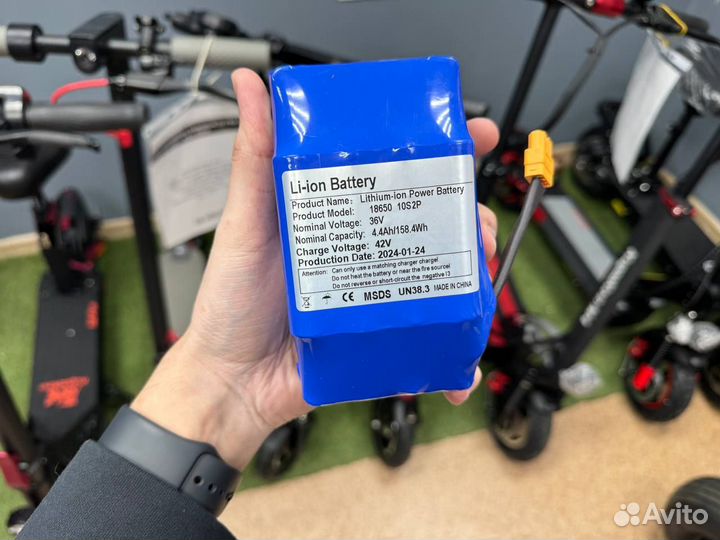 Li-ion Battery
Product Name: Lithium-ion Power Battery
Product Model: 18650 10S2P
Nominal Voltage: 36V
Nominal Capacity: 4.4Ah158.4Wh
Charge Voltage: 42V
Production Date: 2024-01-24
Attention: Can only use a matching charger charge!
Do not heat the battery or near the fire source!
Do not reverse or short-circuit the negative I3
CE MSDS UN38.3 MADE IN CHINA
Avito